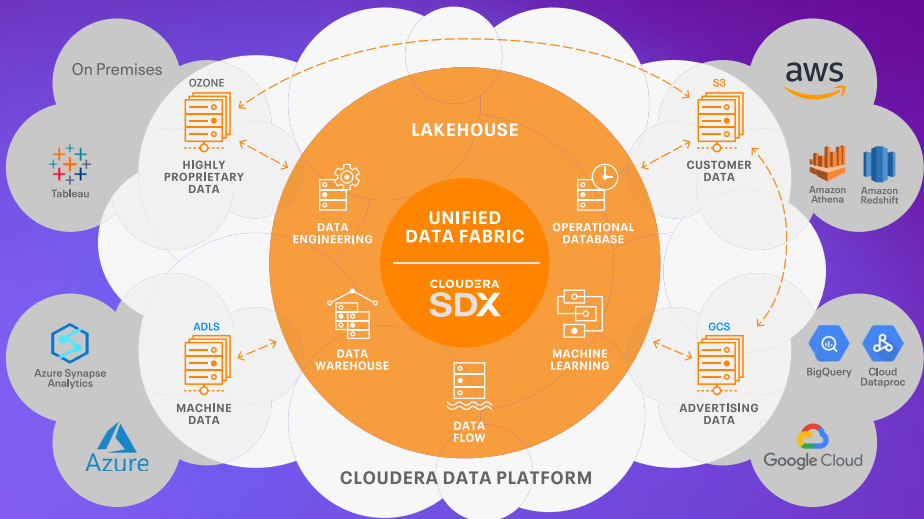 On Premises
OZONE
HIGHLY
PROPRIETARY
DATA
Tableau
LAKEHOUSE
S3
CUSTOMER
DATA
aws
Amazon
Athena
Amazon
Redshift
DATA
ENGINEERING
UNIFIED
DATA FABRIC
OPERATIONAL
DATABASE
CLOUDERA
SDX
ADLS
MACHINE
DATA
Azure Synapse
Analytics
Azure
DATA
WAREHOUSE
DATA
FLOW
MACHINE
LEARNING
GCS
ADVERTISING
DATA
BigQuery
Cloud
Dataproc
Google Cloud
CLOUDERA DATA PLATFORM